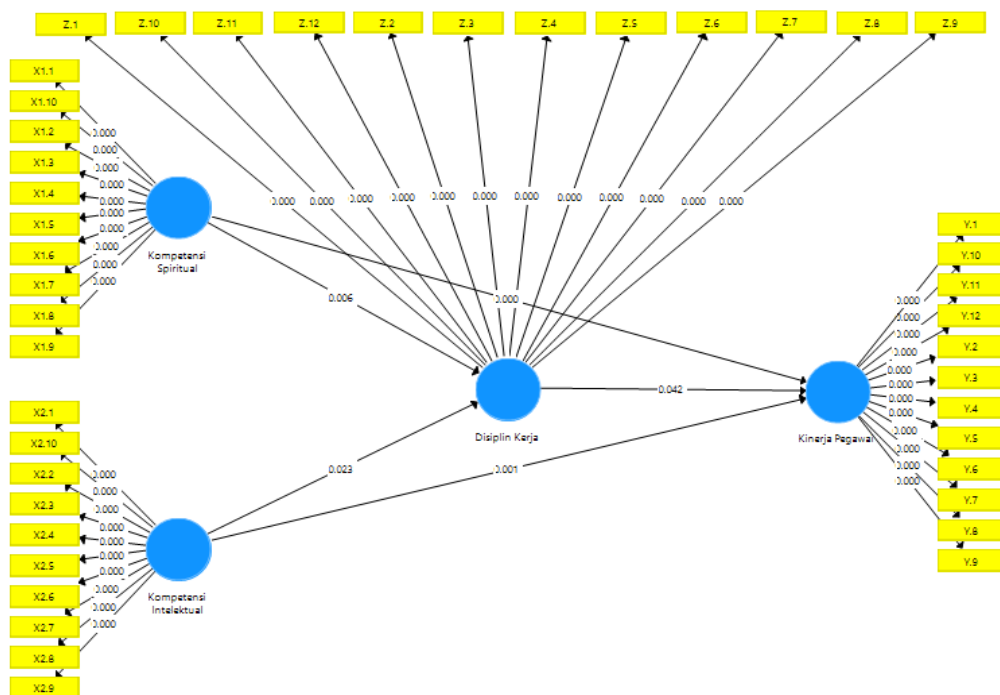 Z.1 Z.10 Z.11 Z.12 Z.2 Z.3 Z.4 Z.5 Z.6 Z.7 Z.8 Z.9
X1.1
X1.10
X1.2
X1.3
X1.4
X1.5
X1.6
X1.7
X1.8
X1.9
0.000
0.000
0.000
0.000
0.000
0.000
0.000
0.000
0.000
0.000
Kompetensi
Spiritual
0.000 0.000 0.000 0.000 0.000 0.000 0.000 0.000 0.000 0.000 0.000 0.000
0.006
0.000
Disiplin Kerja
0.042
0.023
0.001
X2.1
X2.10
X2.2
X2.3
X2.4
X2.5
X2.6
X2.7
X2.8
X2.9
0.000
0.000
0.000
0.000
0.000
0.000
0.000
0.000
0.000
0.000
Kompetensi
Intelektual
Kinerja Pegawai
0.000
0.000
0.000
0.000
0.000
0.000
0.000
0.000
0.000
0.000
0.000
0.000
Y.1
Y.10
Y.11
Y.12
Y.2
Y.3
Y.4
Y.5
Y.6
Y.7
Y.8
Y.9